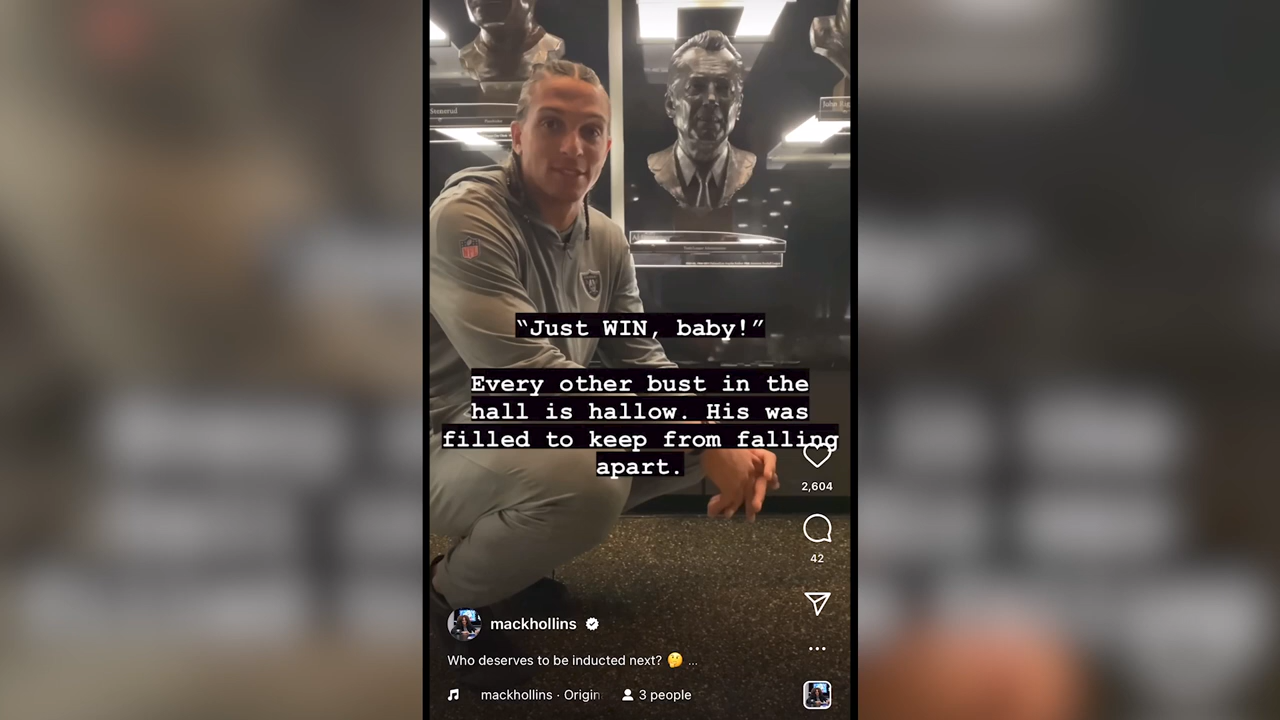 Stenerud
“Just WIN, baby!”
Every other bust in the
hall is hallow. His was
filled to keep from falling
apart.
2,604
42
mackhollins
Who deserves to be inducted next? 🤔 ...
mackhollins · Origin
3 people